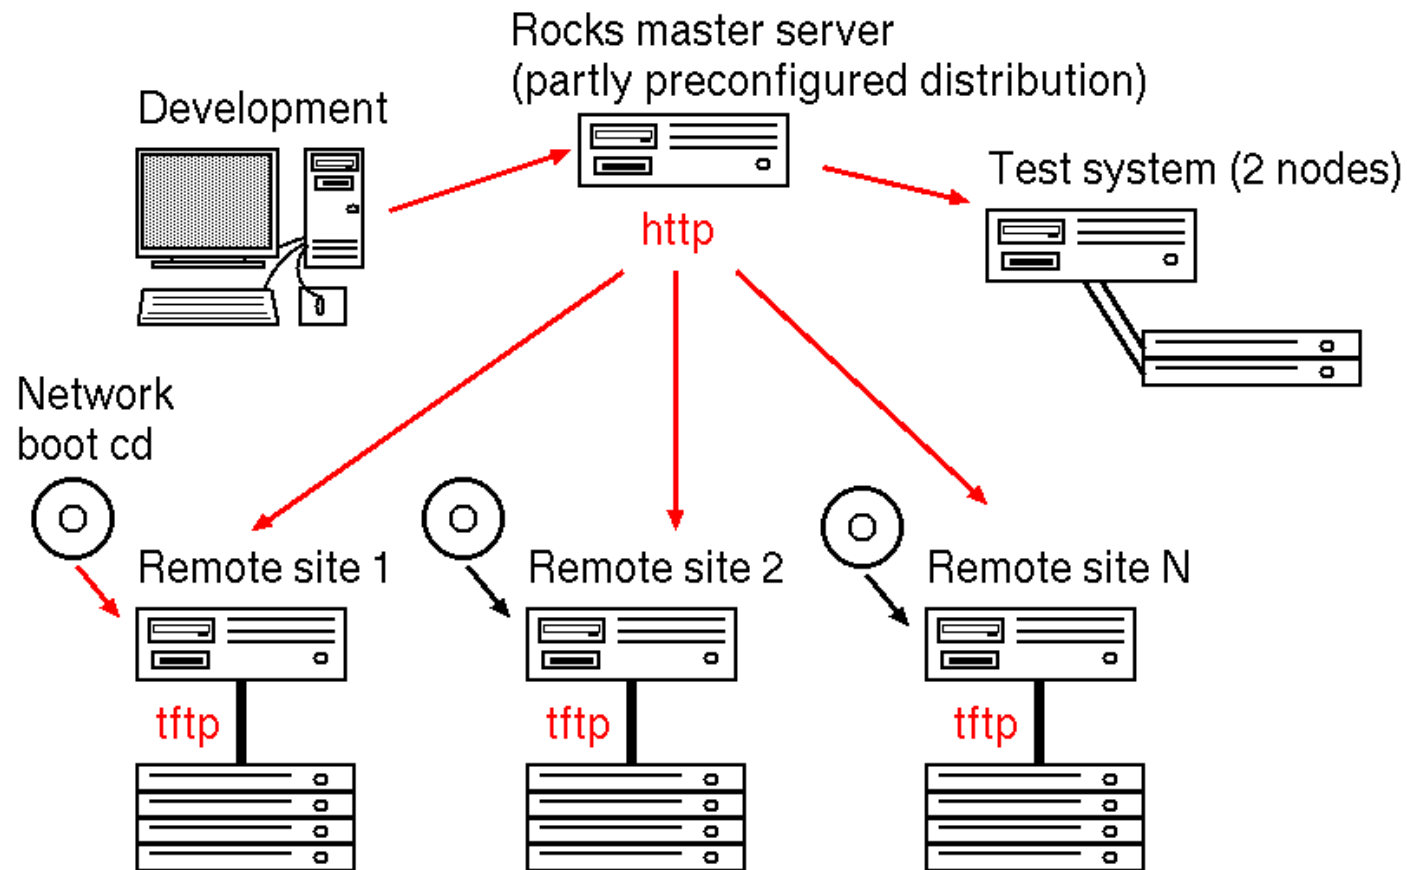 Rocks master server
(partly preconfigured distribution)
Development
Test system (2 nodes)
http
Network
boot cd
Remote site 1
Remote site 2
Remote site N
tftp
tftp
tftp